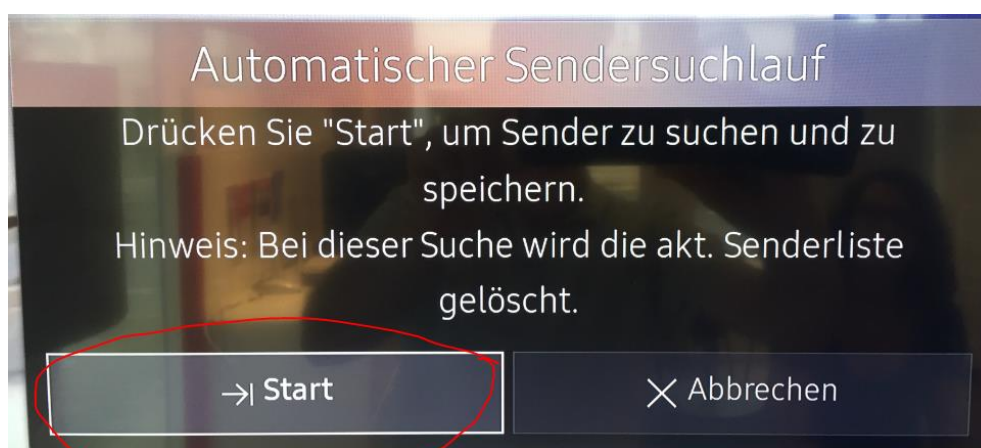 Automatischer Sendersuchlauf
Drücken Sie "Start", um Sender zu suchen und zu
speichern.
Hinweis: Bei dieser Suche wird die akt. Senderliste
gelöscht.
Start
Abbrechen